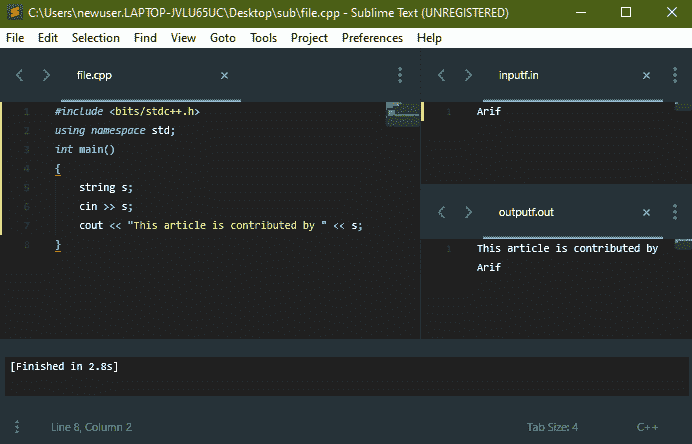 C:\Users\newuser.LAPTOP-JVLU65UC\Desktop\sub\file.cpp - Sublime Text (UNREGISTERED)
File Edit Selection Find View Goto Tools Project Preferences Help
file.cpp
1 #include <bits/stdc++.h>
2 using namespace std;
3 int main()
4 {
5 string s;
6 cin >> s;
7 cout << "This article is contributed by " << s;
8 }
inputf.in
1 Arif
outputf.out
1 This article is contributed by
Arif
[Finished in 2.8s]
Line 8, Column 2
Tab Size: 4
C++